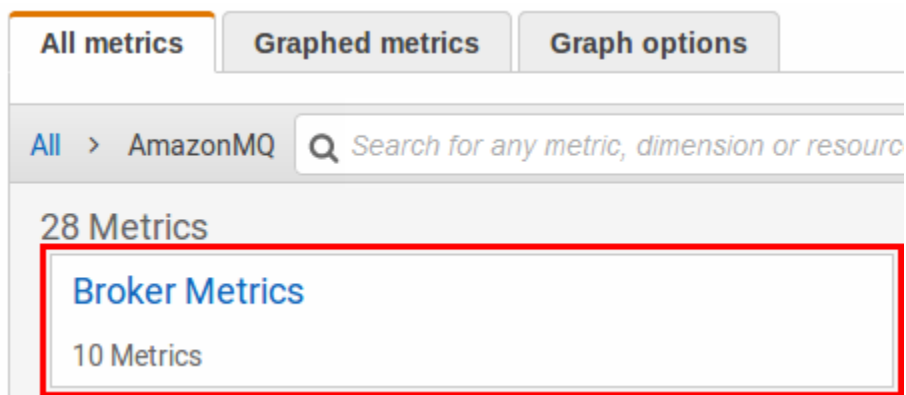 All metrics Graphed metrics Graph options
All > AmazonMQ Search for any metric, dimension or resourc
28 Metrics
Broker Metrics
10 Metrics